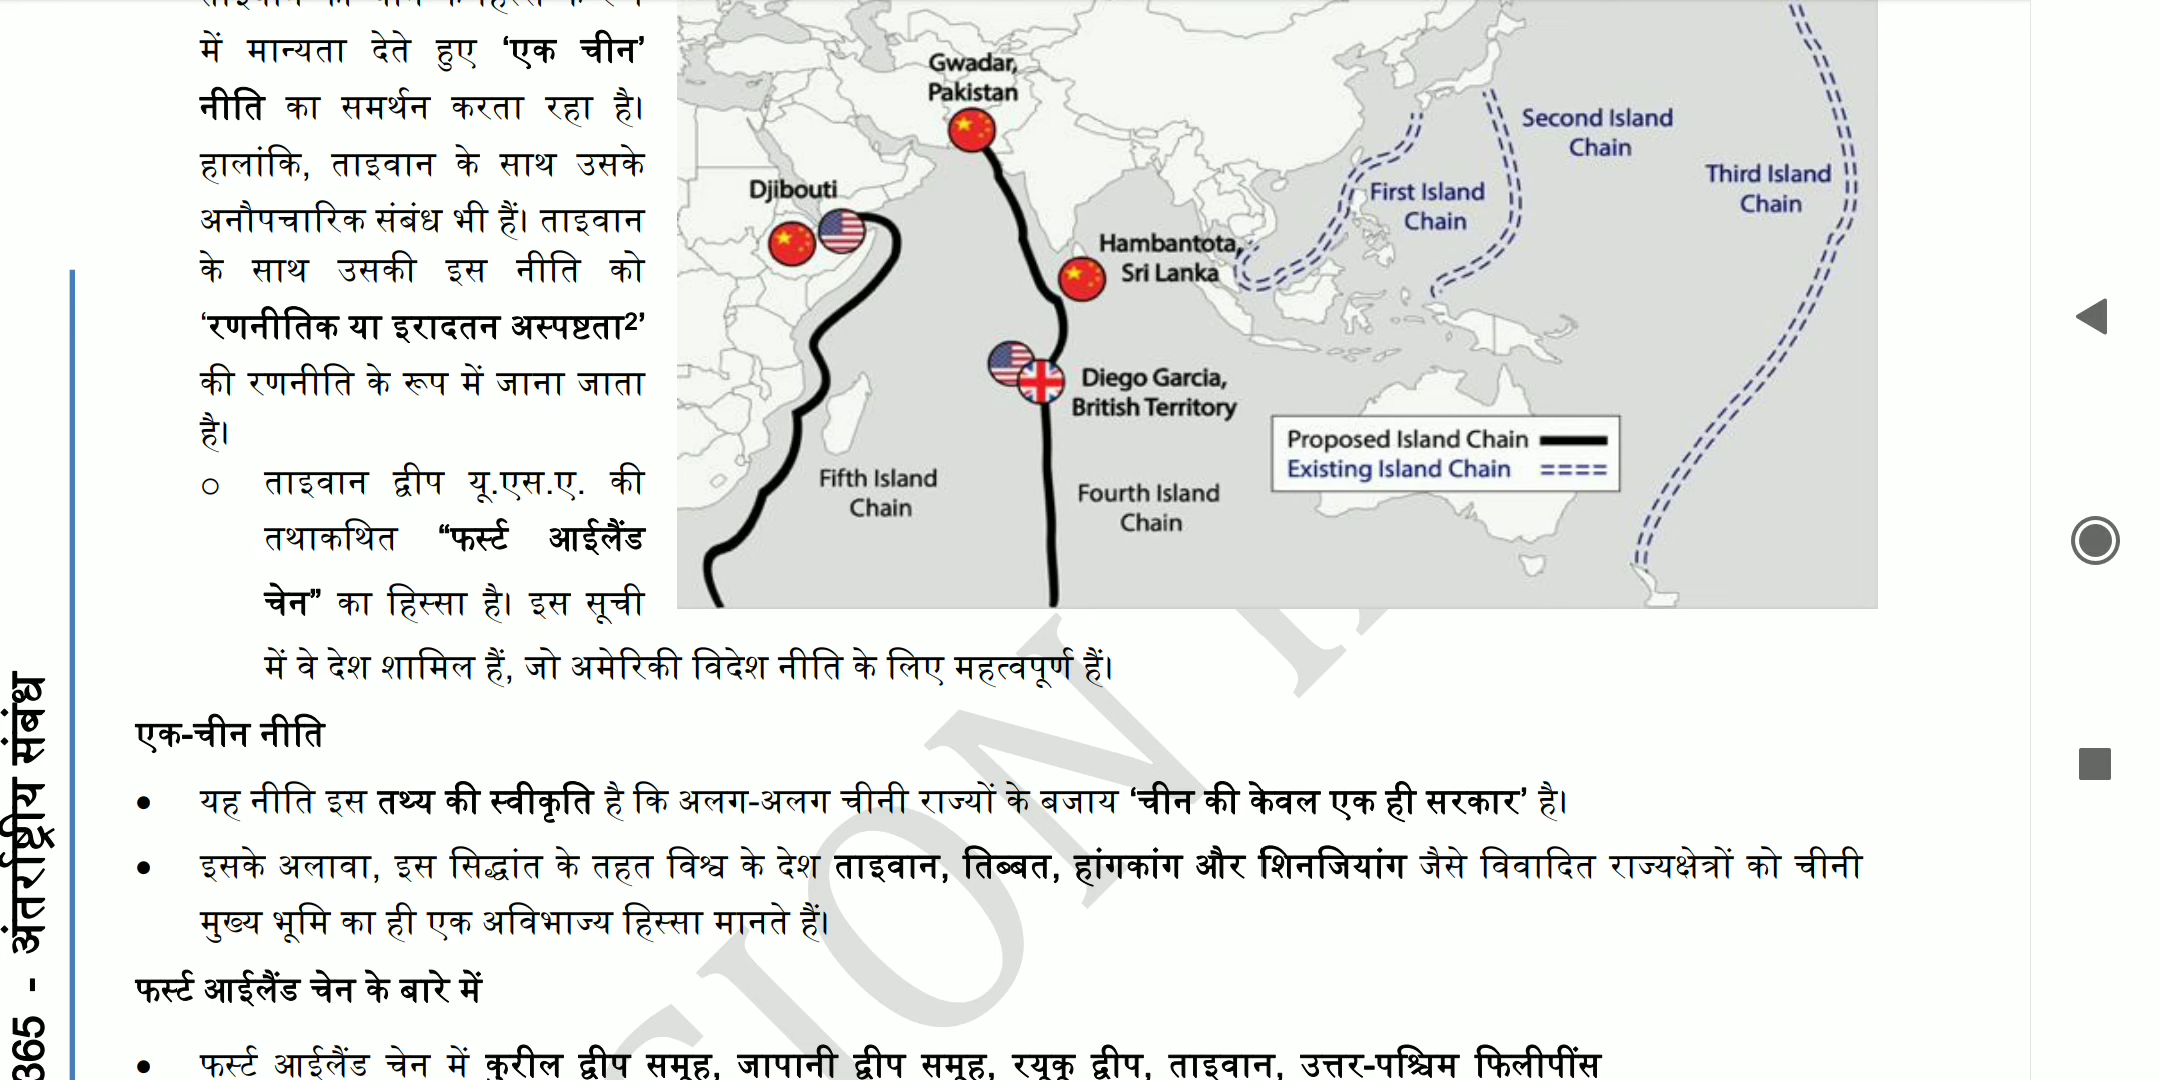 में मान्यता देते हुए ‘एक चीन’
नीति का समर्थन करता रहा है।
हालांकि, ताइवान के साथ उसके
अनौपचारिक संबंध भी हैं। ताइवान
के साथ उसकी इस नीति को
‘रणनीतिक या इरादतन अस्पष्टता²’
की रणनीति के रूप में जाना जाता
है।
○ ताइवान द्वीप यू.एस.ए. की
तथाकथित “फर्स्ट आईलैंड
चेन” का हिस्सा है। इस सूची
में वे देश शामिल हैं, जो अमेरिकी विदेश नीति के लिए महत्वपूर्ण हैं।
Gwadar,
Pakistan
Djibouti
Hambantota,
Sri Lanka
Diego Garcia,
British Territory
First Island
Chain
Second Island
Chain
Third Island
Chain
Proposed Island Chain
Existing Island Chain
Fifth Island
Chain
Fourth Island
Chain
एक-चीन नीति
• यह नीति इस तथ्य की स्वीकृति है कि अलग-अलग चीनी राज्यों के बजाय ‘चीन की केवल एक ही सरकार’ है।
• इसके अलावा, इस सिद्धांत के तहत विश्व के देश ताइवान, तिब्बत, हांगकांग और शिनजियांग जैसे विवादित राज्यक्षेत्रों को चीनी
मुख्य भूमि का ही एक अविभाज्य हिस्सा मानते हैं।
फर्स्ट आईलैंड चेन के बारे में
• फर्स्ट आईलैंड चेन में कुरील द्वीप समूह, जापानी द्वीप समूह, रयूकू द्वीप, ताइवान, उत्तर-पश्चिम फिलीपींस
365 - अंतर्राष्ट्रीय संबंध